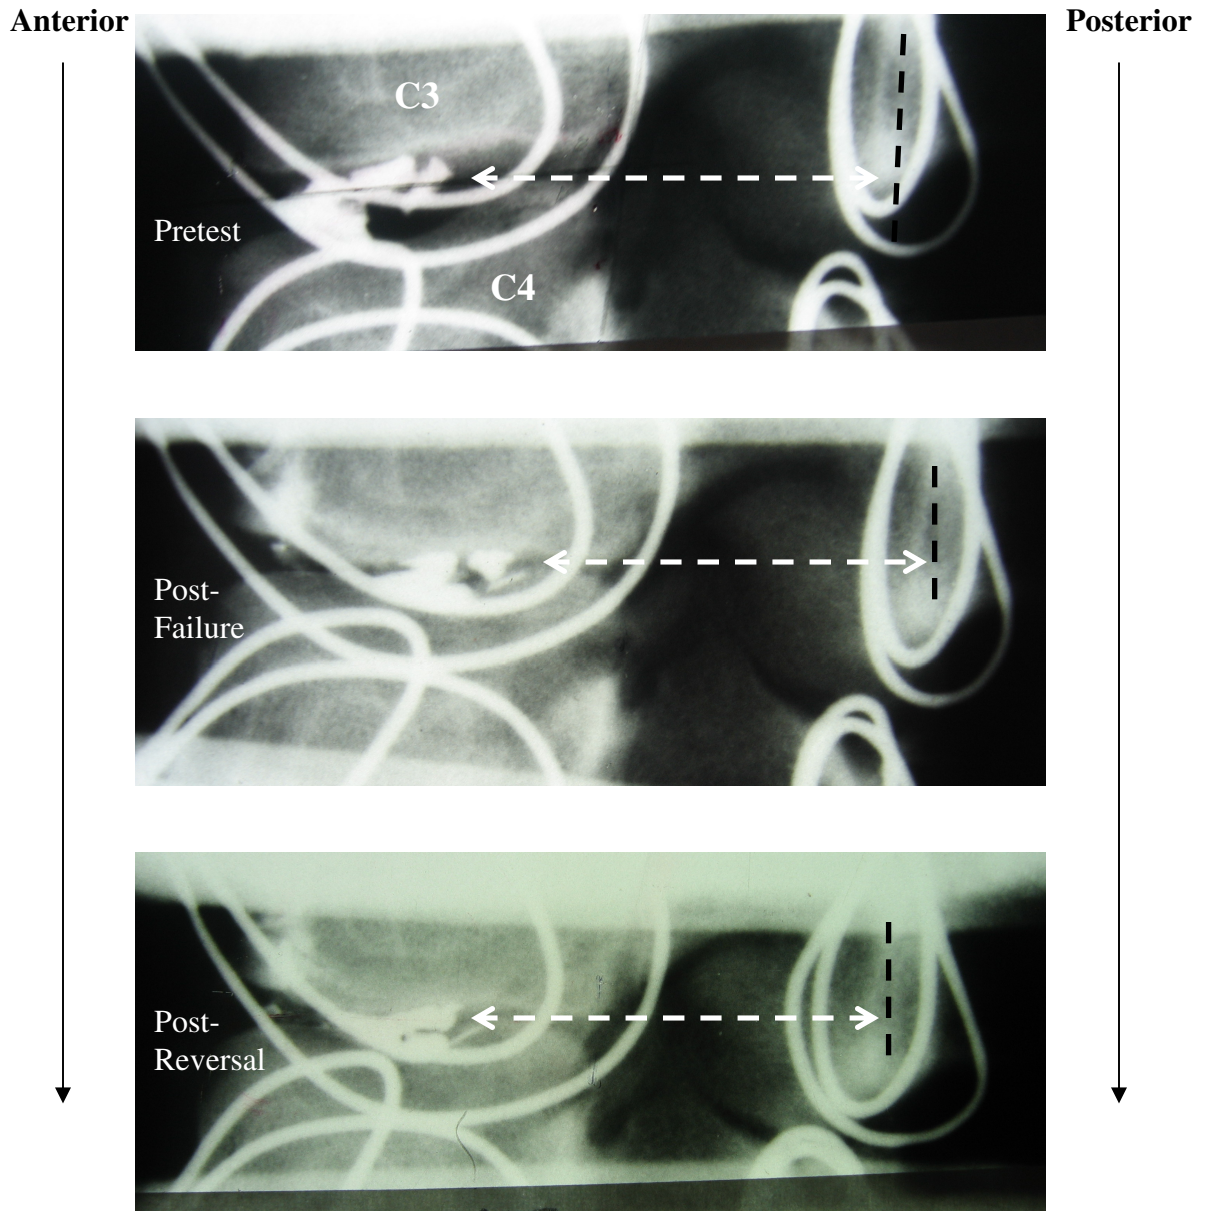 Anterior
Posterior
C3
Pretest
C4
Post-
Failure
Post-
Reversal